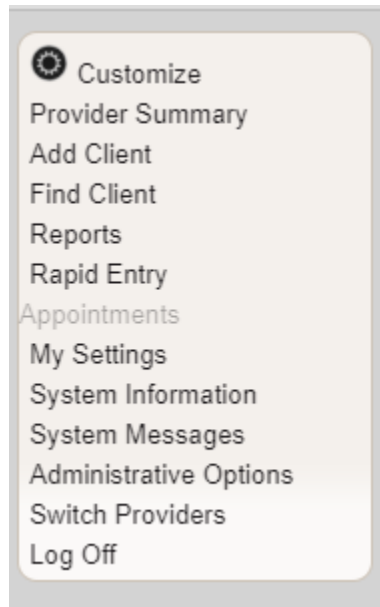 Customize
Provider Summary
Add Client
Find Client
Reports
Rapid Entry
Appointments
My Settings
System Information
System Messages
Administrative Options
Switch Providers
Log Off